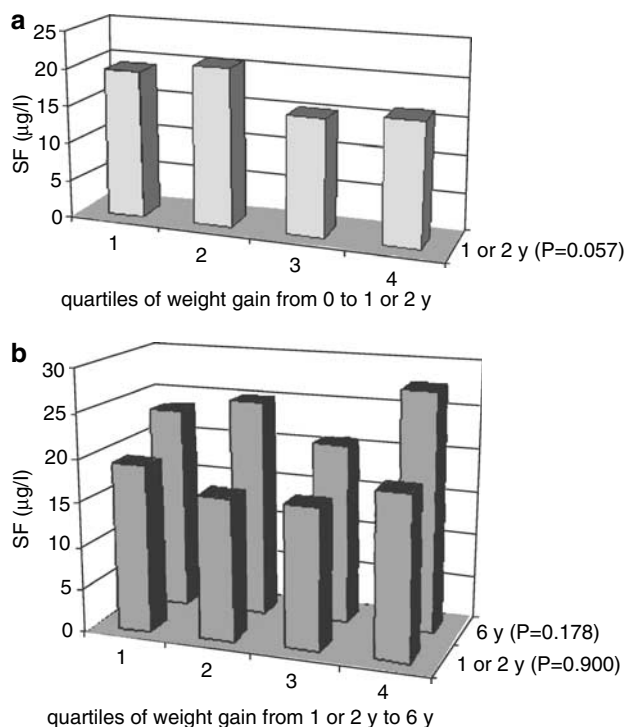 a
25
20
15
10
5
0
SF (µg/l)
1
2
3
4
1 or 2 y (P=0.057)
quartiles of weight gain from 0 to 1 or 2 y
b
30
25
20
15
10
5
0
SF (µg/l)
1
2
3
4
6 y (P=0.178)
1 or 2 y (P=0.900)
quartiles of weight gain from 1 or 2 y to 6 y